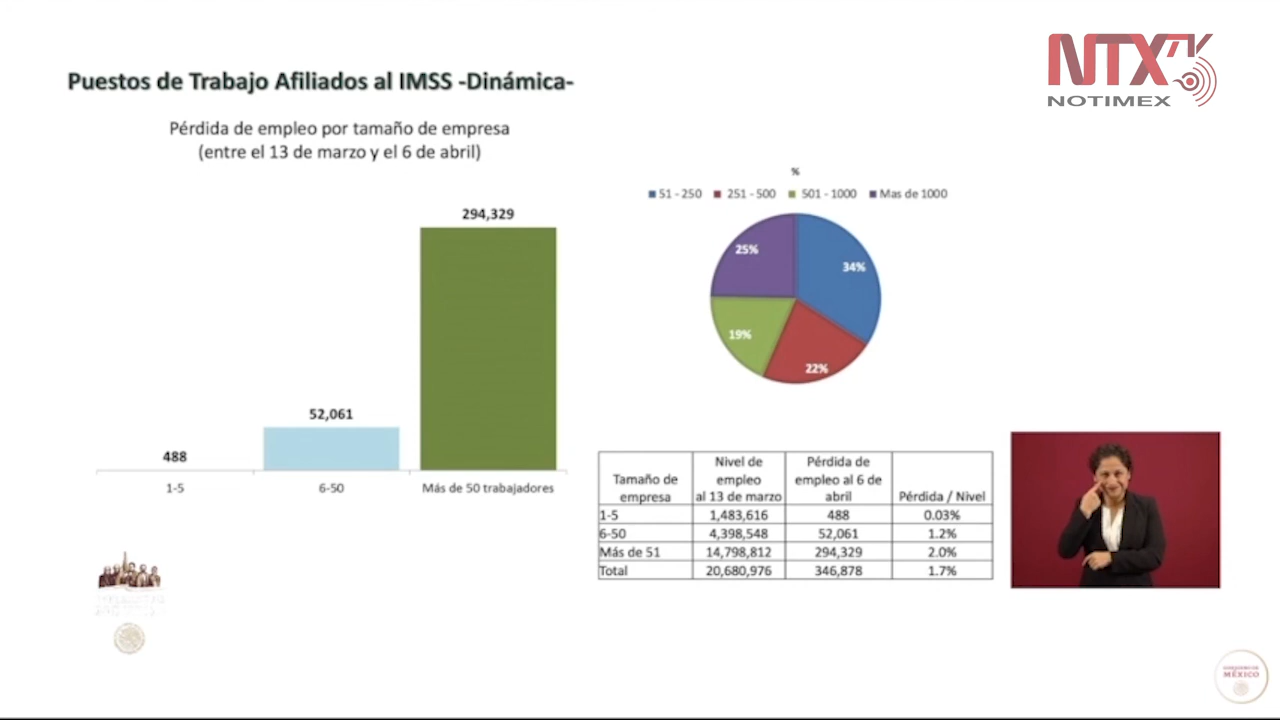 NTX
NOTIMEX
Puestos de Trabajo Afiliados al IMSS -Dinámica-
Pérdida de empleo por tamaño de empresa
(entre el 13 de marzo y el 6 de abril)
294,329
52,061
488
1-5
6-50
Más de 50 trabajadores
%
51 - 250
251 - 500
501 - 1000
Mas de 1000
25%
34%
19%
22%
Tamaño de empresa
Nivel de empleo al 13 de marzo
Pérdida de empleo al 6 de abril
Pérdida / Nivel
1-5 1,483,616 488 0.03%
6-50 4,398,548 52,061 1.2%
Más de 51 14,798,812 294,329 2.0%
Total 20,680,976 346,878 1.7%
GOBIERNO DE
MÉXICO